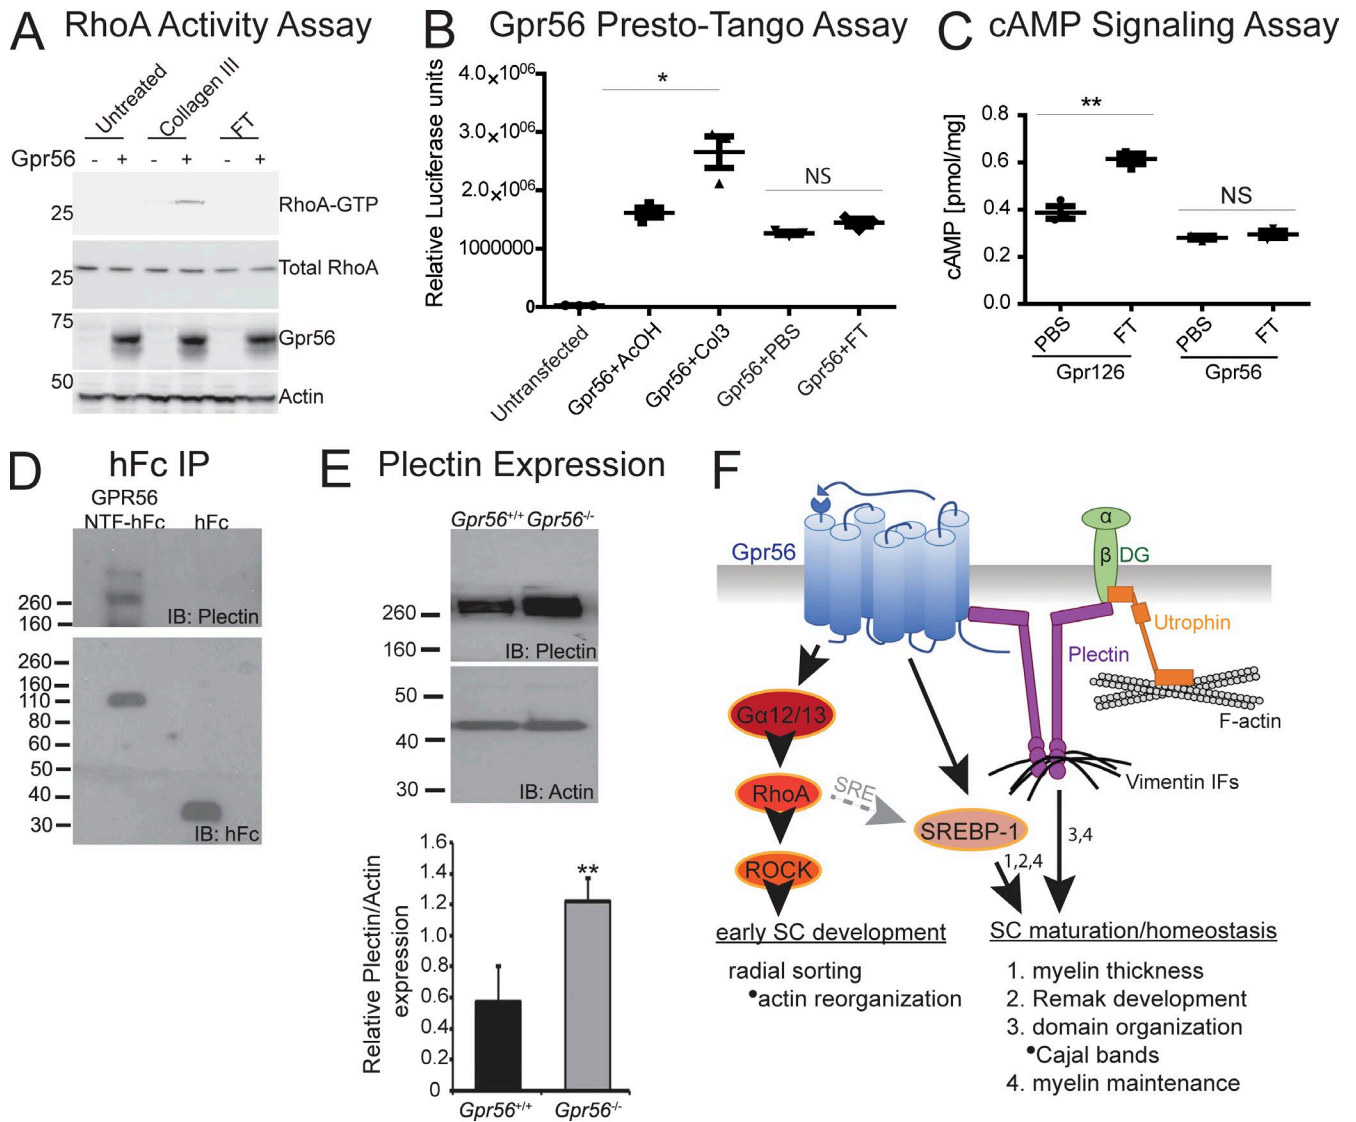 A RhoA Activity Assay
Untreated
Collagen III
FT
Gpr56 - + - + - +
25
RhoA-GTP
25
Total RhoA
75
Gpr56
50
Actin
B Gpr56 Presto-Tango Assay
Relative Luciferase units
4.0×10⁰⁶
3.0×10⁰⁶
2.0×10⁰⁶
1000000
0
*
NS
Untransfected
Gpr56+AcOH
Gpr56+Col3
Gpr56+PBS
Gpr56+FT
C cAMP Signaling Assay
cAMP [pmol/mg]
0.8
0.6
0.4
0.2
0.0
**
NS
PBS
FT
PBS
FT
Gpr126
Gpr56
D hFc IP
GPR56
NTF-hFc hFc
260
160
IB: Plectin
260
160
110
80
60
50
40
30
IB: hFc
E Plectin Expression
Gpr56+/+ Gpr56-/-
260
160
IB: Plectin
50
40
30
IB: Actin
Relative Plectin/Actin
expression
1.6
1.4
1.2
1.0
0.8
0.6
0.4
0.2
0
**
Gpr56+/+
Gpr56-/-
F
Gpr56
α
β DG
Utrophin
Plectin
F-actin
Vimentin IFs
Gα12/13
RhoA
SRE
SREBP-1
ROCK
1,2,4
3,4
early SC development
radial sorting
•actin reorganization
SC maturation/homeostasis
1. myelin thickness
2. Remak development
3. domain organization
•Cajal bands
4. myelin maintenance